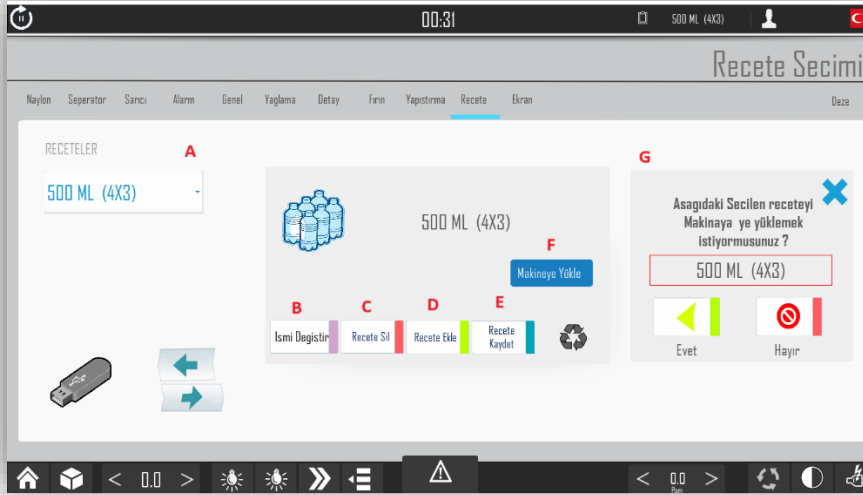 00:31
500 ML (4X3)
Recete Secimi
Naylon Seperator Sarıcı Alarm Genel Yaglama Detay Fırın Yapıstırma Recete Ekran Deze
RECETELER
A
500 ML (4X3)
500 ML (4X3)
F
Makineye Yükle
B C D E
Ismi Degistir
Recete Sil
Recete Ekle
Recete
Kaydet
G
Asagıdaki Secilen receteyi
Makinaya ye yüklemek
istiyormusunuz ?
500 ML (4X3)
Evet Hayır
< 0.0 >
< 0.0 >
Pam